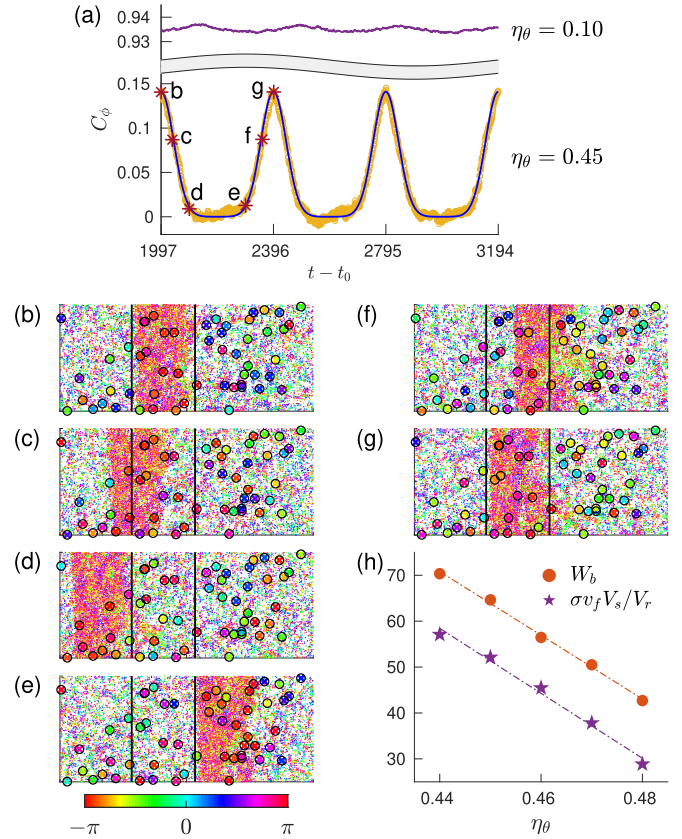 (a)
0.94
0.93
η_θ = 0.10
0.15
0.1
0.05
0
C_ϕ
b
c
d
e
f
g
η_θ = 0.45
1997
2396
2795
3194
t − t_0
(b)
(f)
(c)
(g)
(d)
(h)
70
60
50
40
30
W_b
σv_fV_s/V_r
(e)
0.44
0.46
0.48
η_θ
−π
0
π